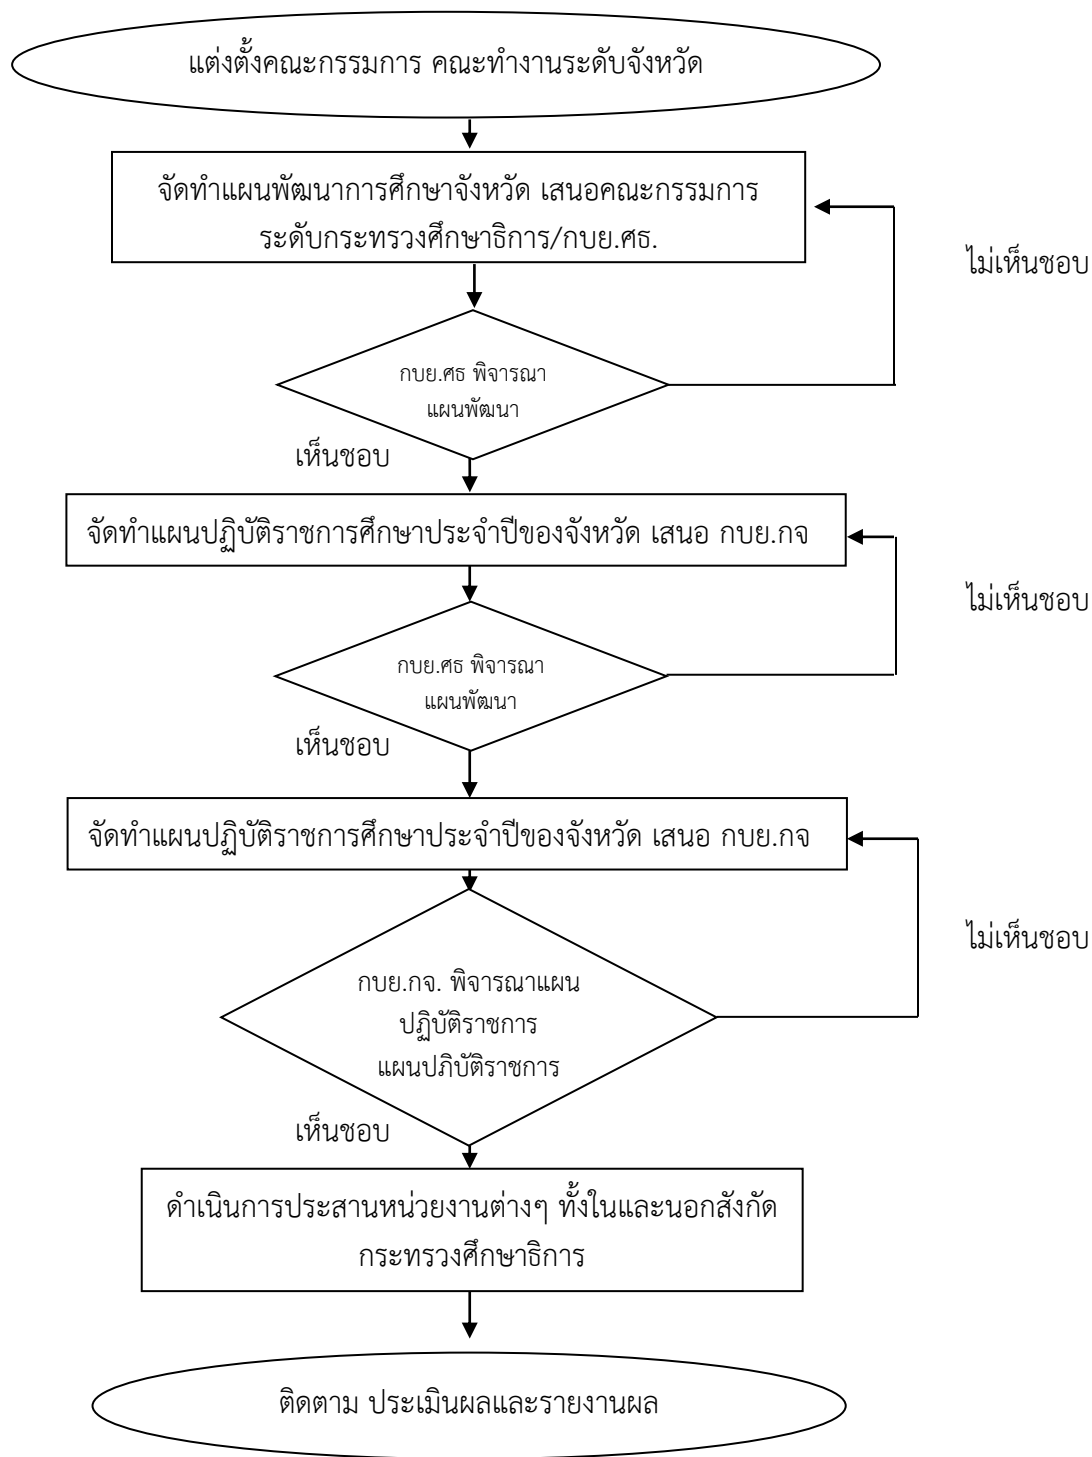 แต่งตั้งคณะกรรมการ คณะทำงานระดับจังหวัด
จัดทำแผนพัฒนาการศึกษาจังหวัด เสนอคณะกรรมการ
ระดับกระทรวงศึกษาธิการ/กบย.ศธ.
ไม่เห็นชอบ
กบย.ศธ พิจารณา
แผนพัฒนา
เห็นชอบ
จัดทำแผนปฏิบัติราชการศึกษาประจำปีของจังหวัด เสนอ กบย.กจ
ไม่เห็นชอบ
กบย.ศธ พิจารณา
แผนพัฒนา
เห็นชอบ
จัดทำแผนปฏิบัติราชการศึกษาประจำปีของจังหวัด เสนอ กบย.กจ
ไม่เห็นชอบ
กบย.กจ. พิจารณาแผน
ปฏิบัติราชการ
แผนปภิบัติราชการ
เห็นชอบ
ดำเนินการประสานหน่วยงานต่างๆ ทั้งในและนอกสังกัด
กระทรวงศึกษาธิการ
ติดตาม ประเมินผลและรายงานผล